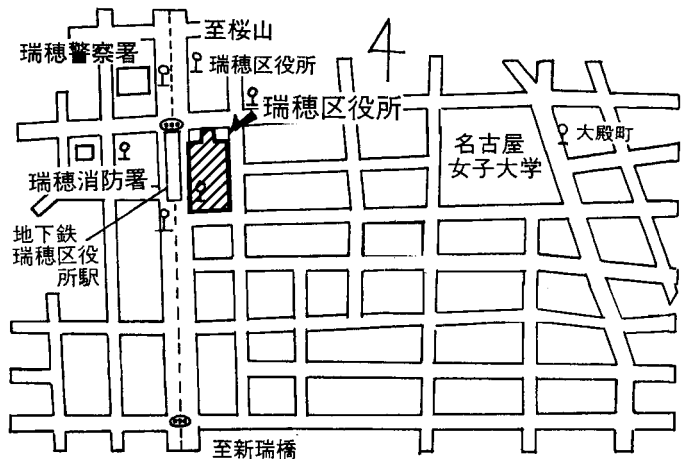 至桜山
瑞穂警察署
瑞穂区役所
瑞穂区役所
名古屋
女子大学
大殿町
瑞穂消防署
地下鉄
瑞穂区役
所駅
至新瑞橋